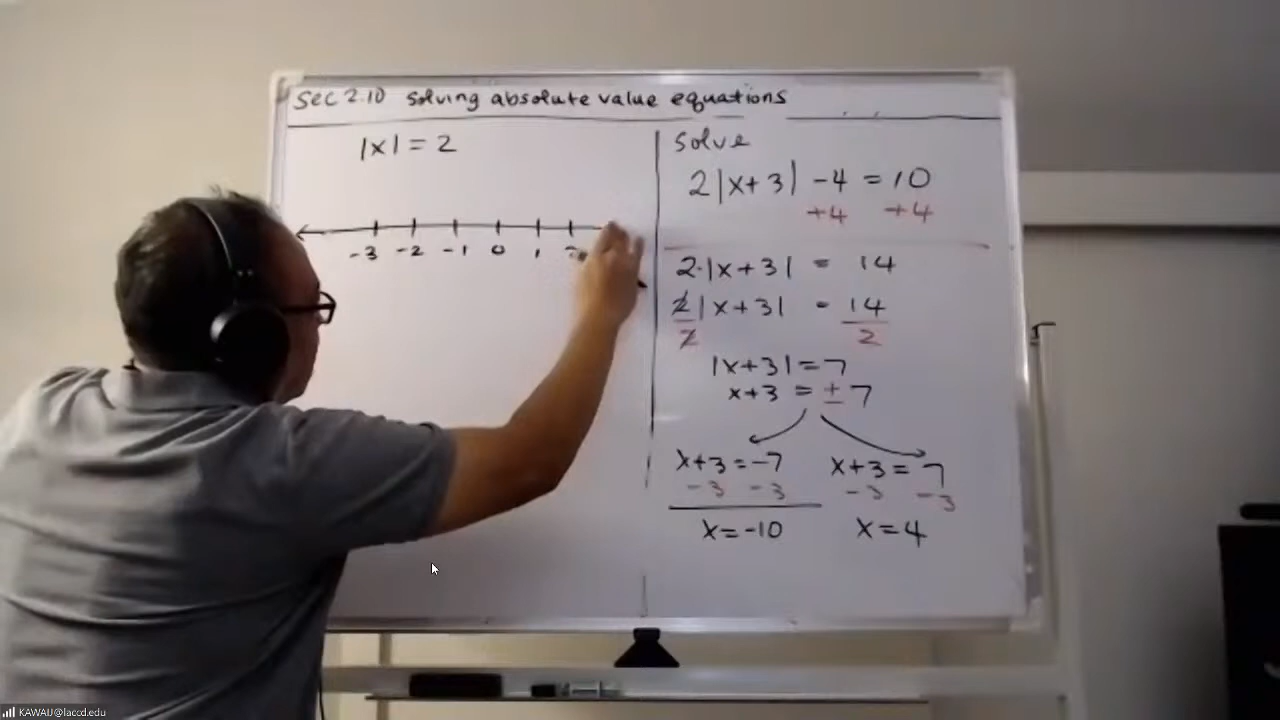 Sec 2.10 Solving absolute value equations
|x| = 2
-3 -2 -1 0 1
Solve
2|x+3| -4 = 10
+4 +4
2·|x+3| = 14
2|x+3| = 14
2 2
|x+3| = 7
x+3 = ±7
x+3 = -7 x+3 = 7
-3 -3 -3 -3
x = -10 x = 4
KAWAIJ@laccd.edu